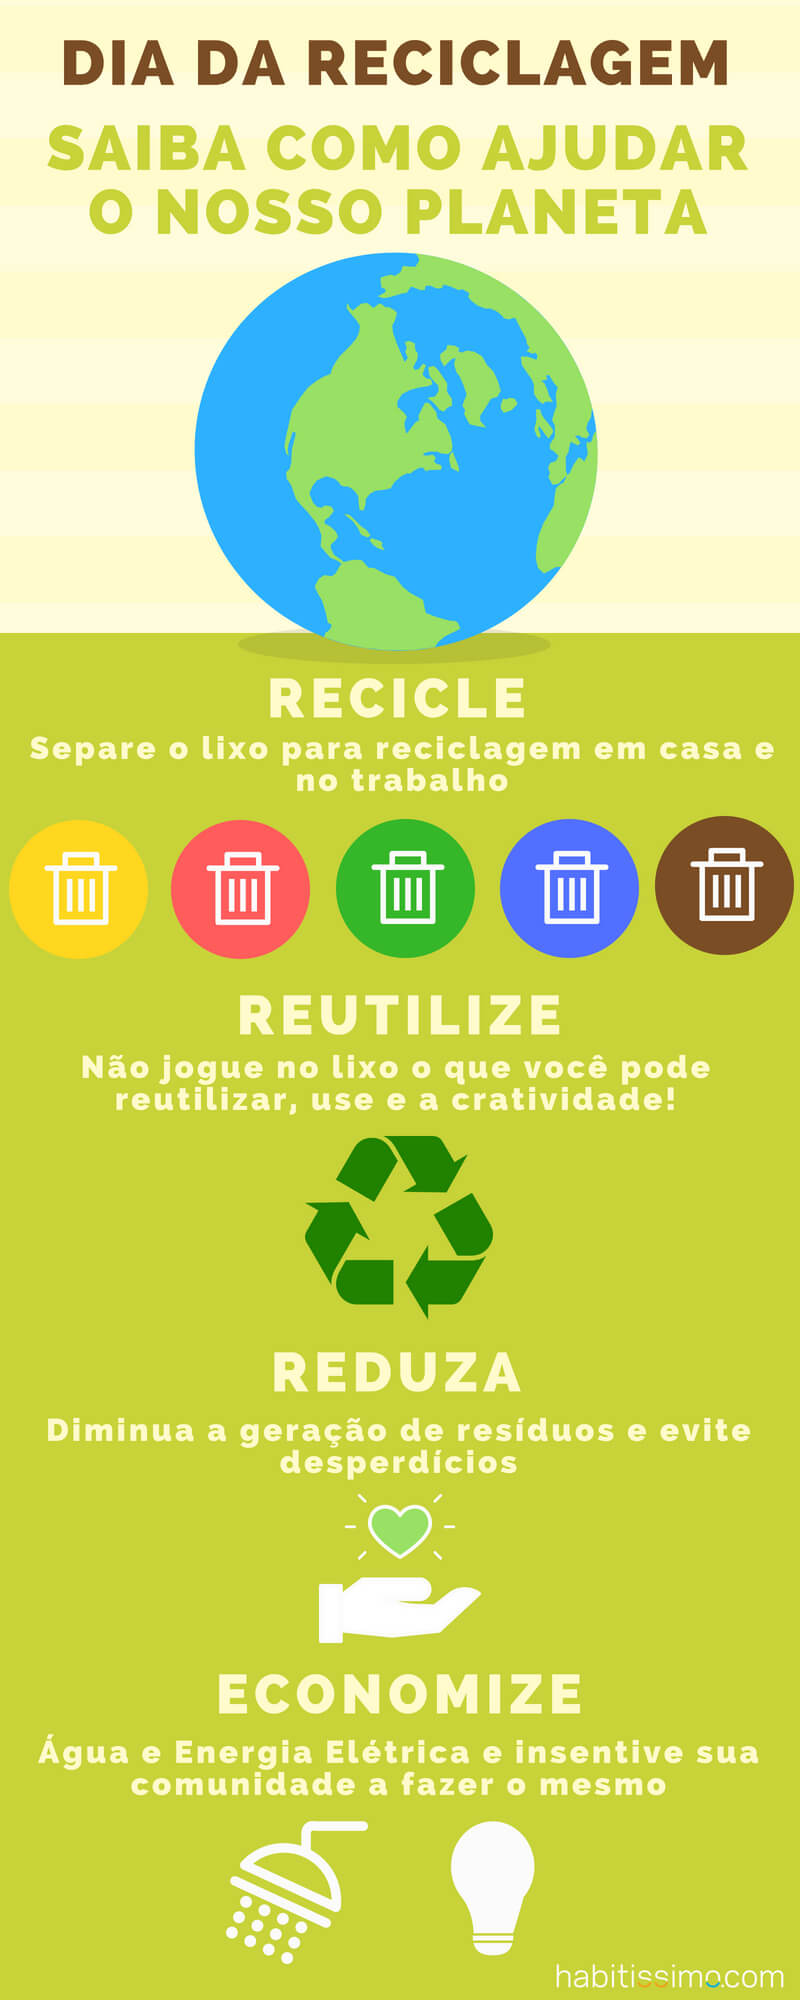 DIA DA RECICLAGEM
SAIBA COMO AJUDAR
O NOSSO PLANETA
RECICLE
Separe o lixo para reciclagem em casa e
no trabalho
REUTILIZE
Não jogue no lixo o que você pode
reutilizar, use e a cratividade!
REDUZA
Diminua a geração de resíduos e evite
desperdícios
ECONOMIZE
Água e Energia Elétrica e insentive sua
comunidade a fazer o mesmo
habitissimo.com